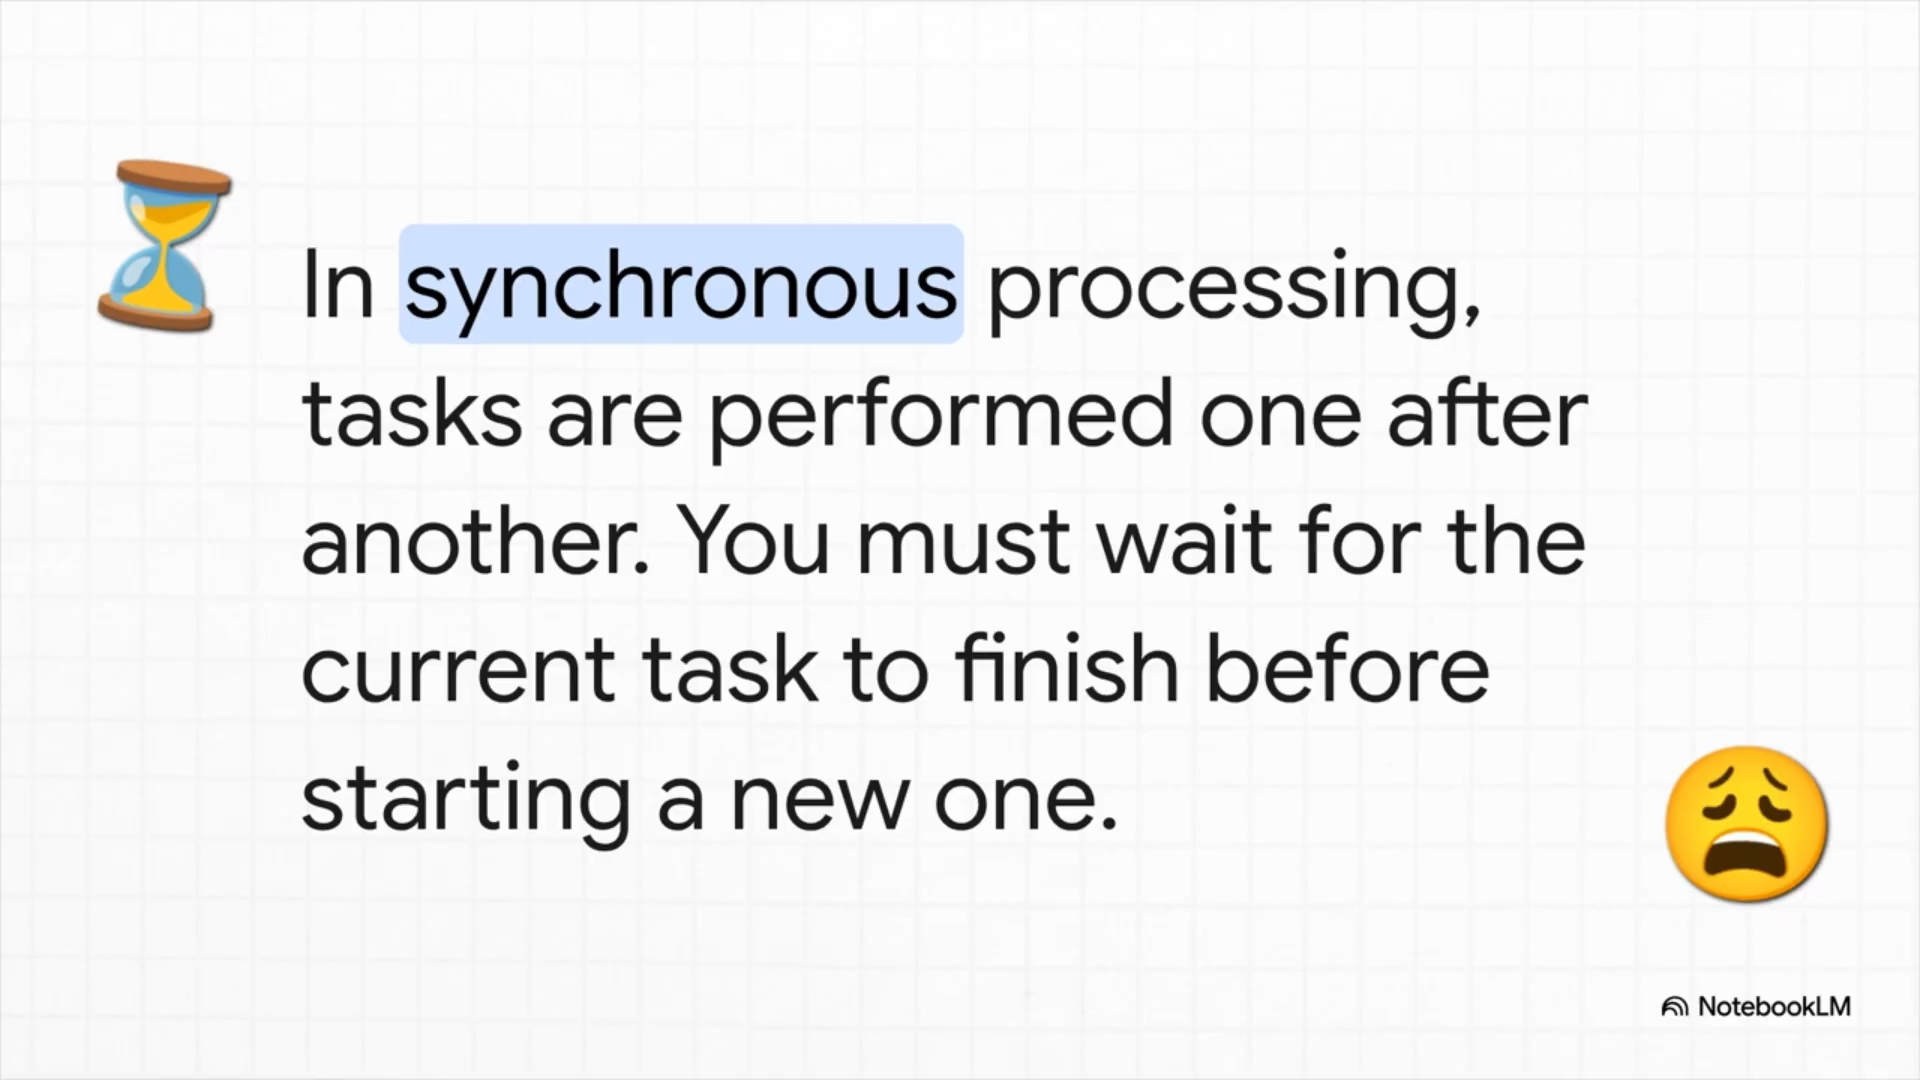 In synchronous processing,
tasks are performed one after
another. You must wait for the
current task to finish before
starting a new one.
NotebookLM